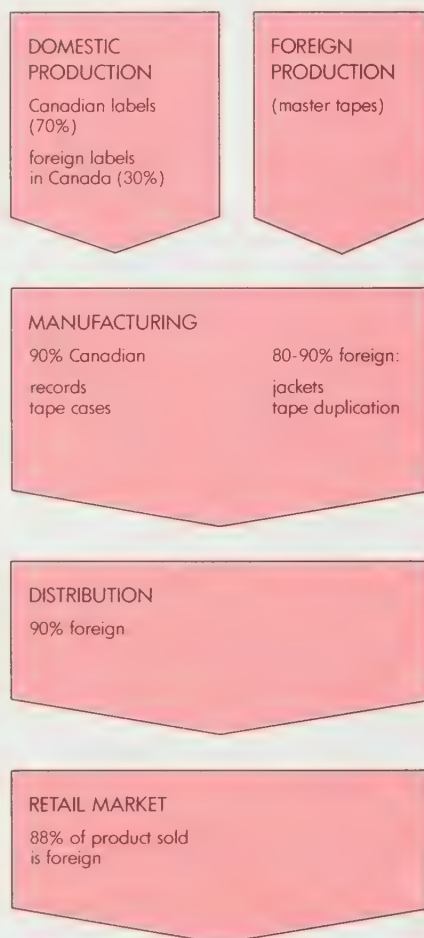 DOMESTIC
PRODUCTION
Canadian labels
(70%)
foreign labels
in Canada (30%)
FOREIGN
PRODUCTION
(master tapes)
MANUFACTURING
90% Canadian
records
tape cases
80-90% foreign:
jackets
tape duplication
DISTRIBUTION
90% foreign
RETAIL MARKET
88% of product sold
is foreign